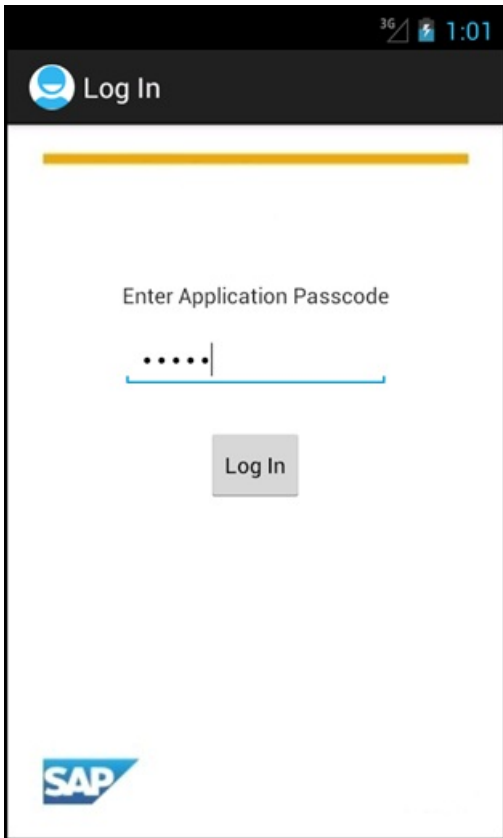 3G 1:01
Log In
Enter Application Passcode
•••••
Log In
SAP